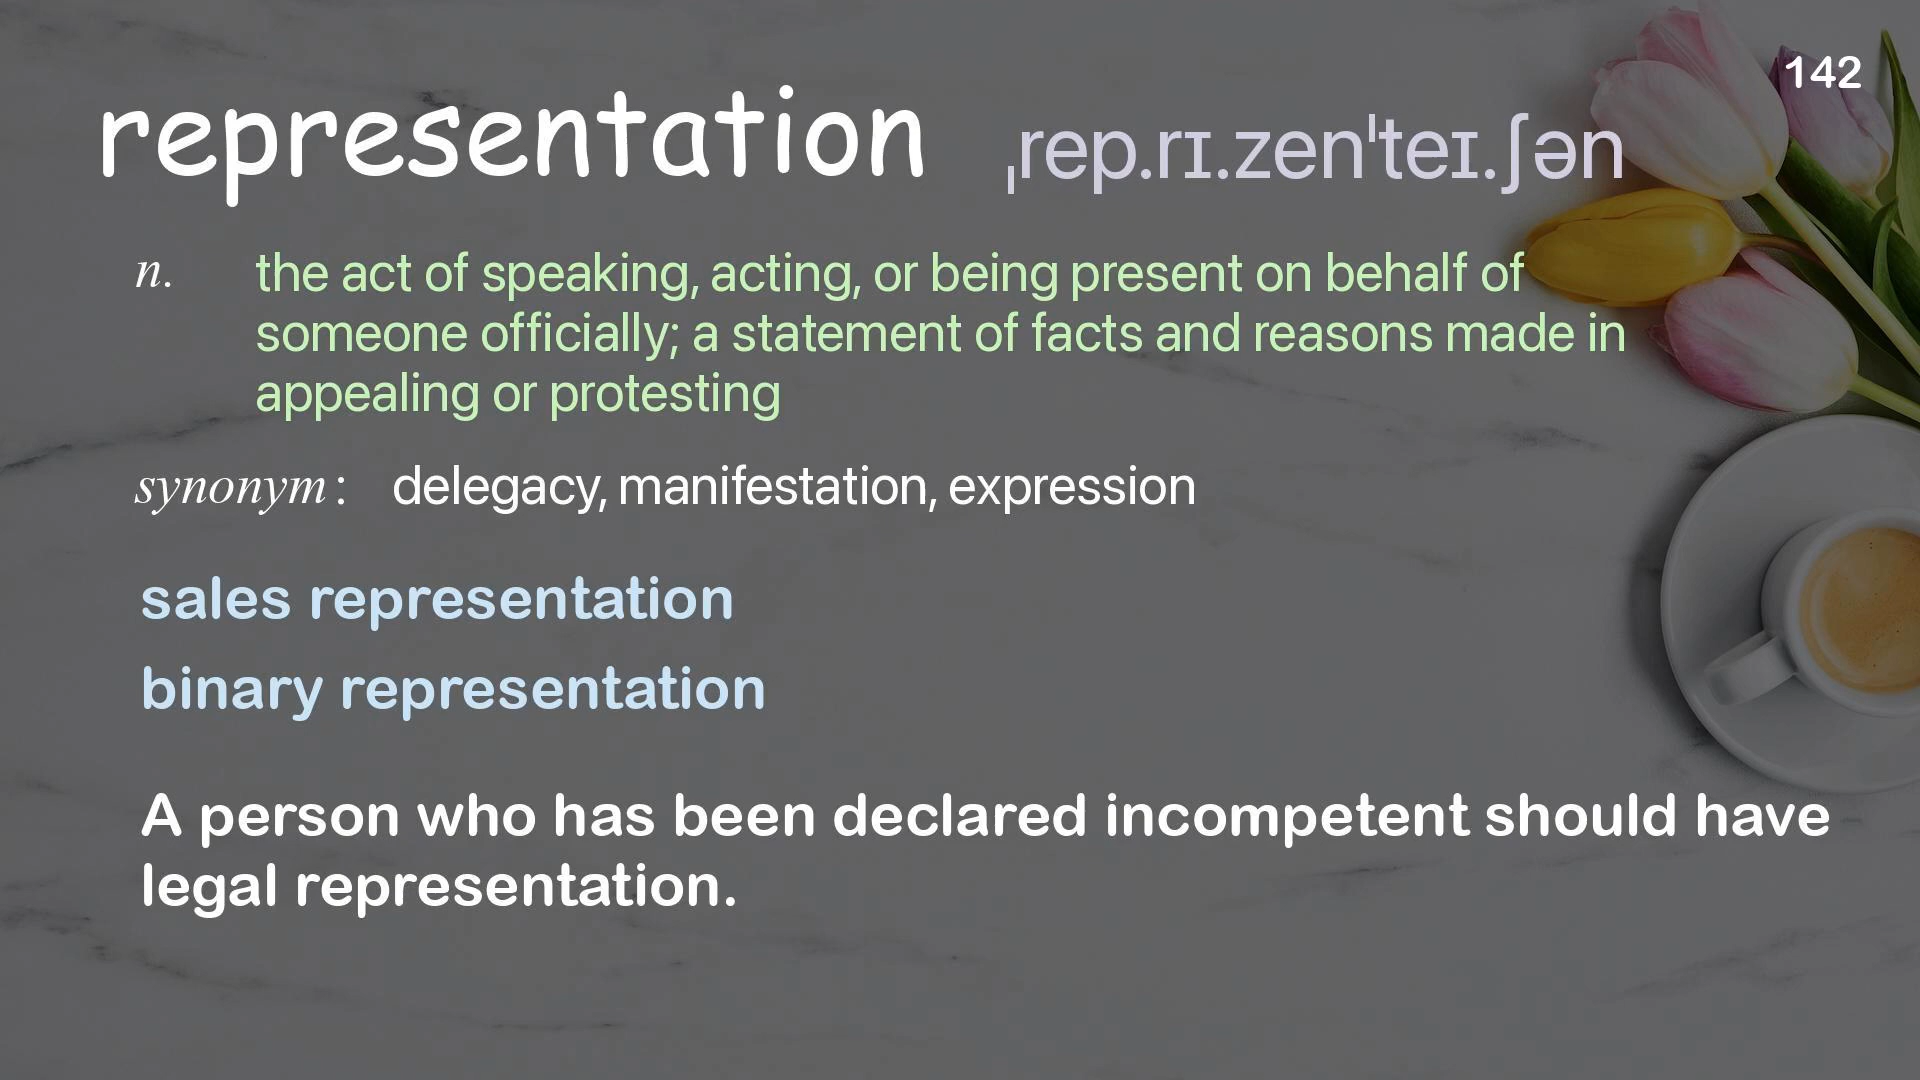 142
representation ˌrep.rɪ.zenˈteɪ.ʃən
n. the act of speaking, acting, or being present on behalf of
someone officially; a statement of facts and reasons made in
appealing or protesting
synonym : delegacy, manifestation, expression
sales representation
binary representation
A person who has been declared incompetent should have
legal representation.